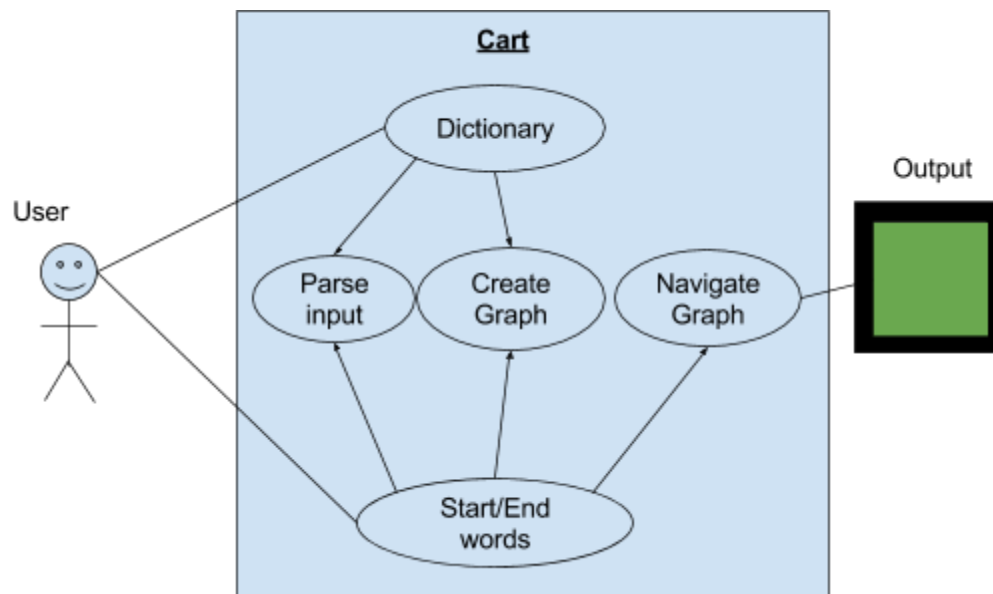 Cart
Dictionary
Output
User
Parse
input
Create
Graph
Navigate
Graph
Start/End
words